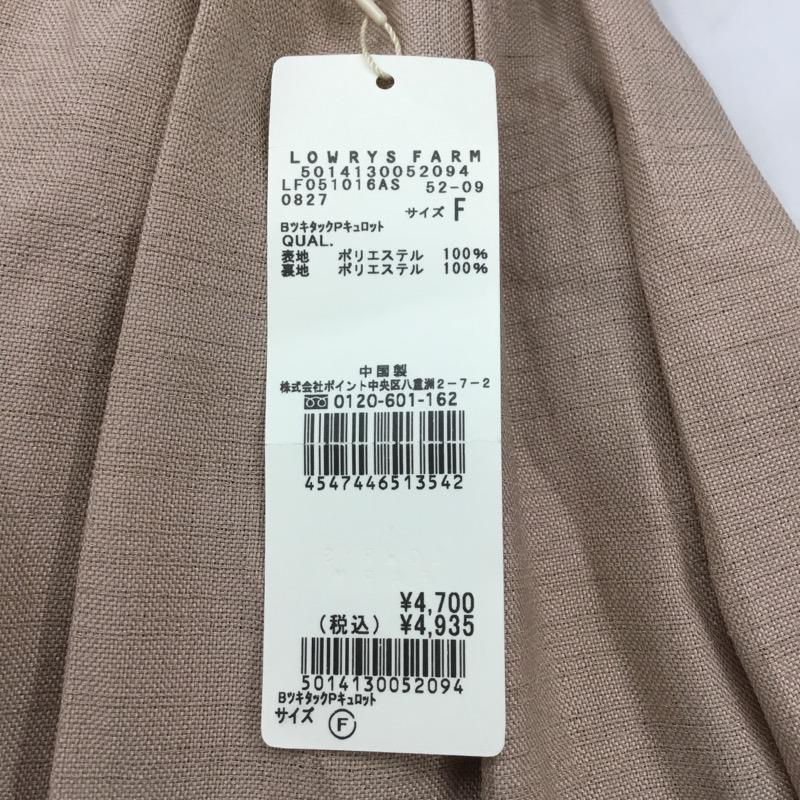 LOWRYS FARM
5014130052094
LF051016AS 52-09
0827 サイズ F
BツキタックPキュロット
QUAL.
表地 ポリエステル 100%
裏地 ポリエステル 100%
中国製
株式会社ポイント中央区八重洲2-7-2
0120-601-162
4547446513542
¥4,700
(税込) ¥4,935
5014130052094
BツキタックPキュロット
サイズ F